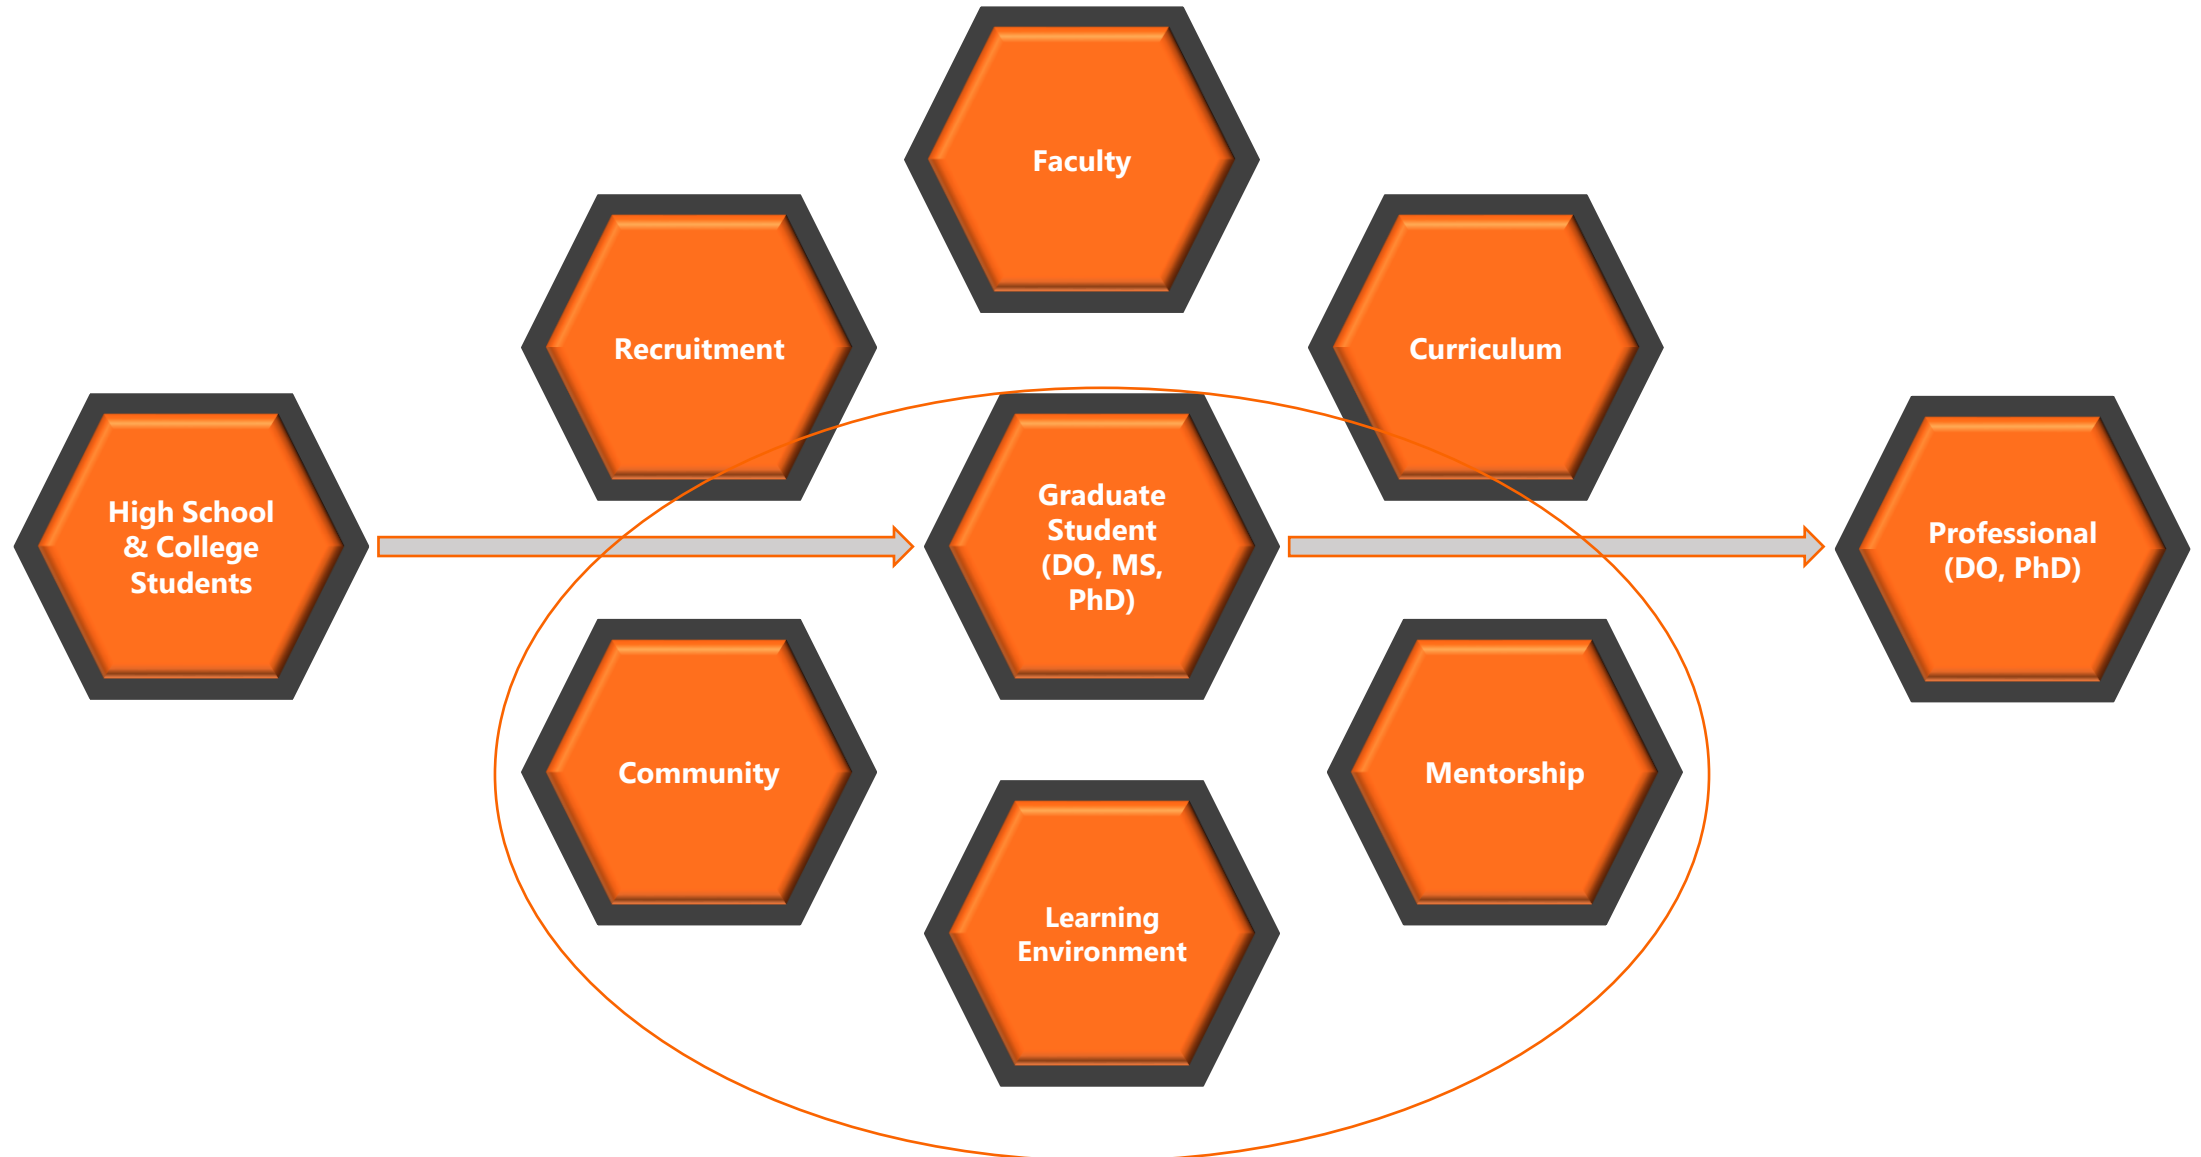 Faculty
Recruitment
Curriculum
High School
& College
Students
Graduate
Student
(DO, MS,
PhD)
Professional
(DO, PhD)
Community
Mentorship
Learning
Environment